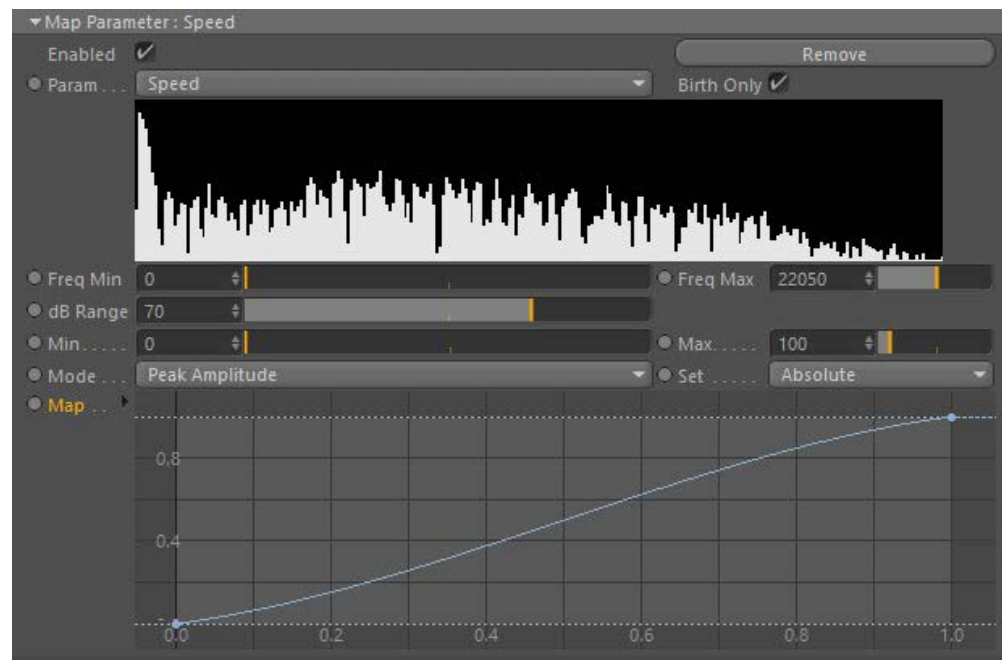 Map Parameter : Speed
Enabled Remove
Param . . . Speed Birth Only
Freq Min 0 Freq Max 22050
dB Range 70
Min. . . . . 0 Max. . . . . 100
Mode . . . Peak Amplitude Set . . . . . Absolute
Map . .
0.8
0.4
0.0 0.2 0.4 0.6 0.8 1.0